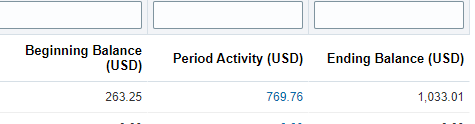 Beginning Balance (USD)
Period Activity (USD)
Ending Balance (USD)
263.25
769.76
1,033.01